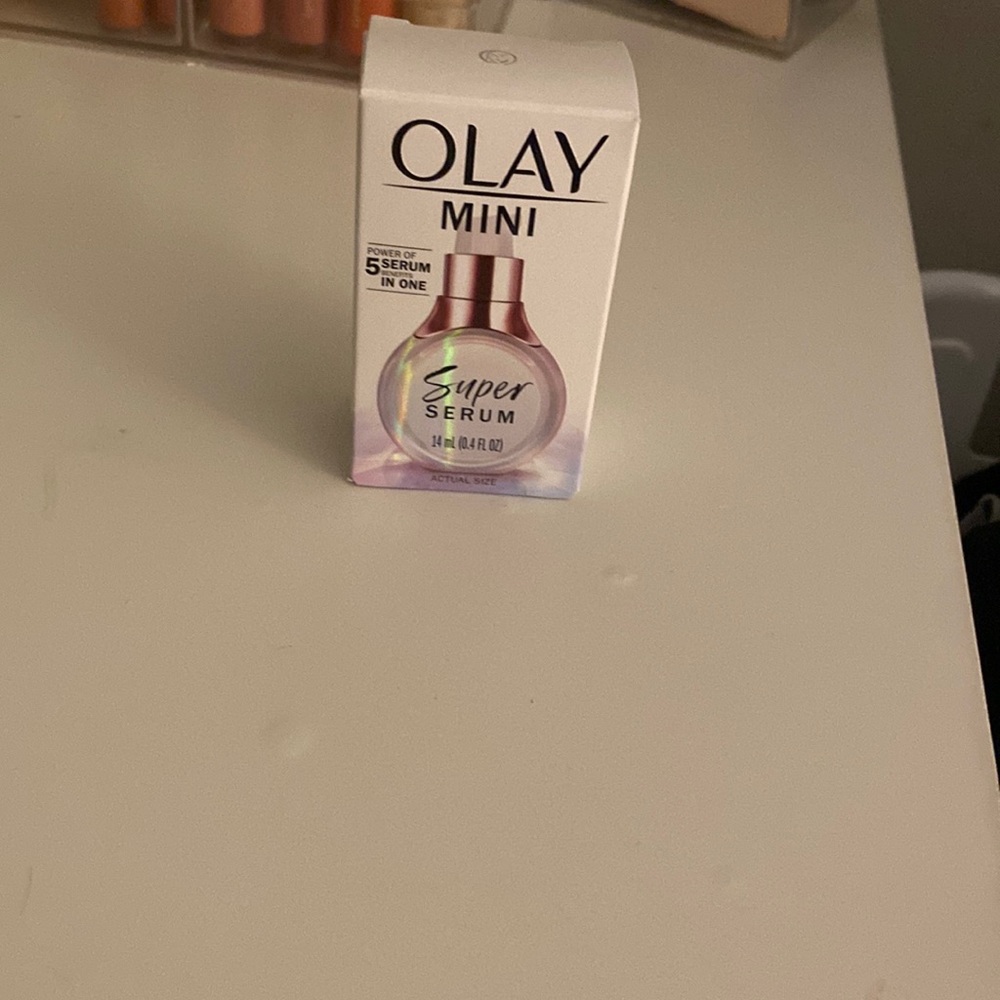 OLAY
MINI
POWER OF
5 SERUM
BENEFITS
IN ONE
Super
SERUM
14 mL (0.4 FL OZ)
ACTUAL SIZE